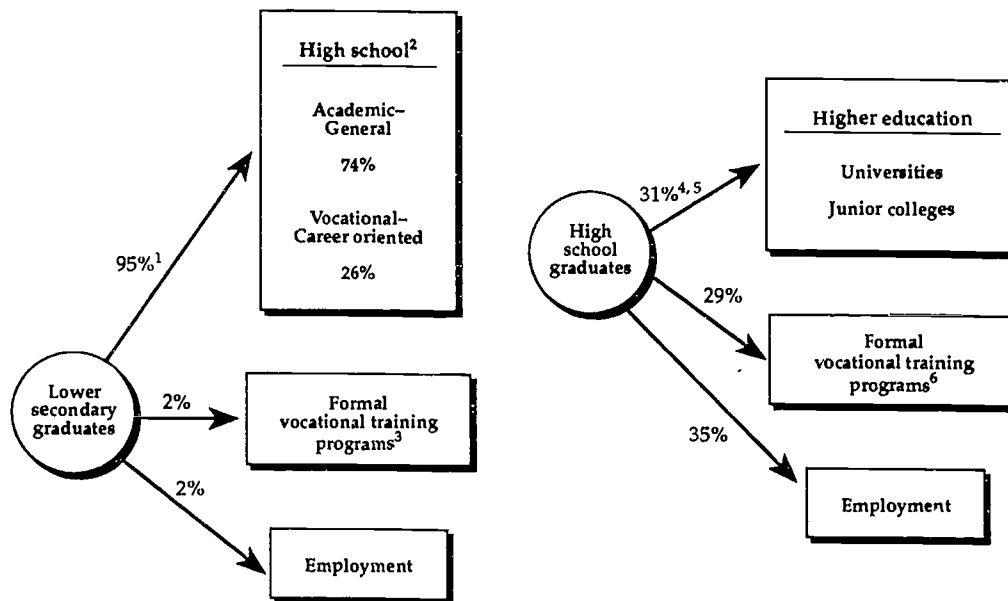 High school²
Academic–
General
74%
Vocational–
Career oriented
26%
95%¹
Lower
secondary
graduates
2%
Formal
vocational training
programs³
2%
Employment
Higher education
Universities
Junior colleges
31%⁴,⁵
High
school
graduates
29%
Formal
vocational training
programs⁶
35%
Employment